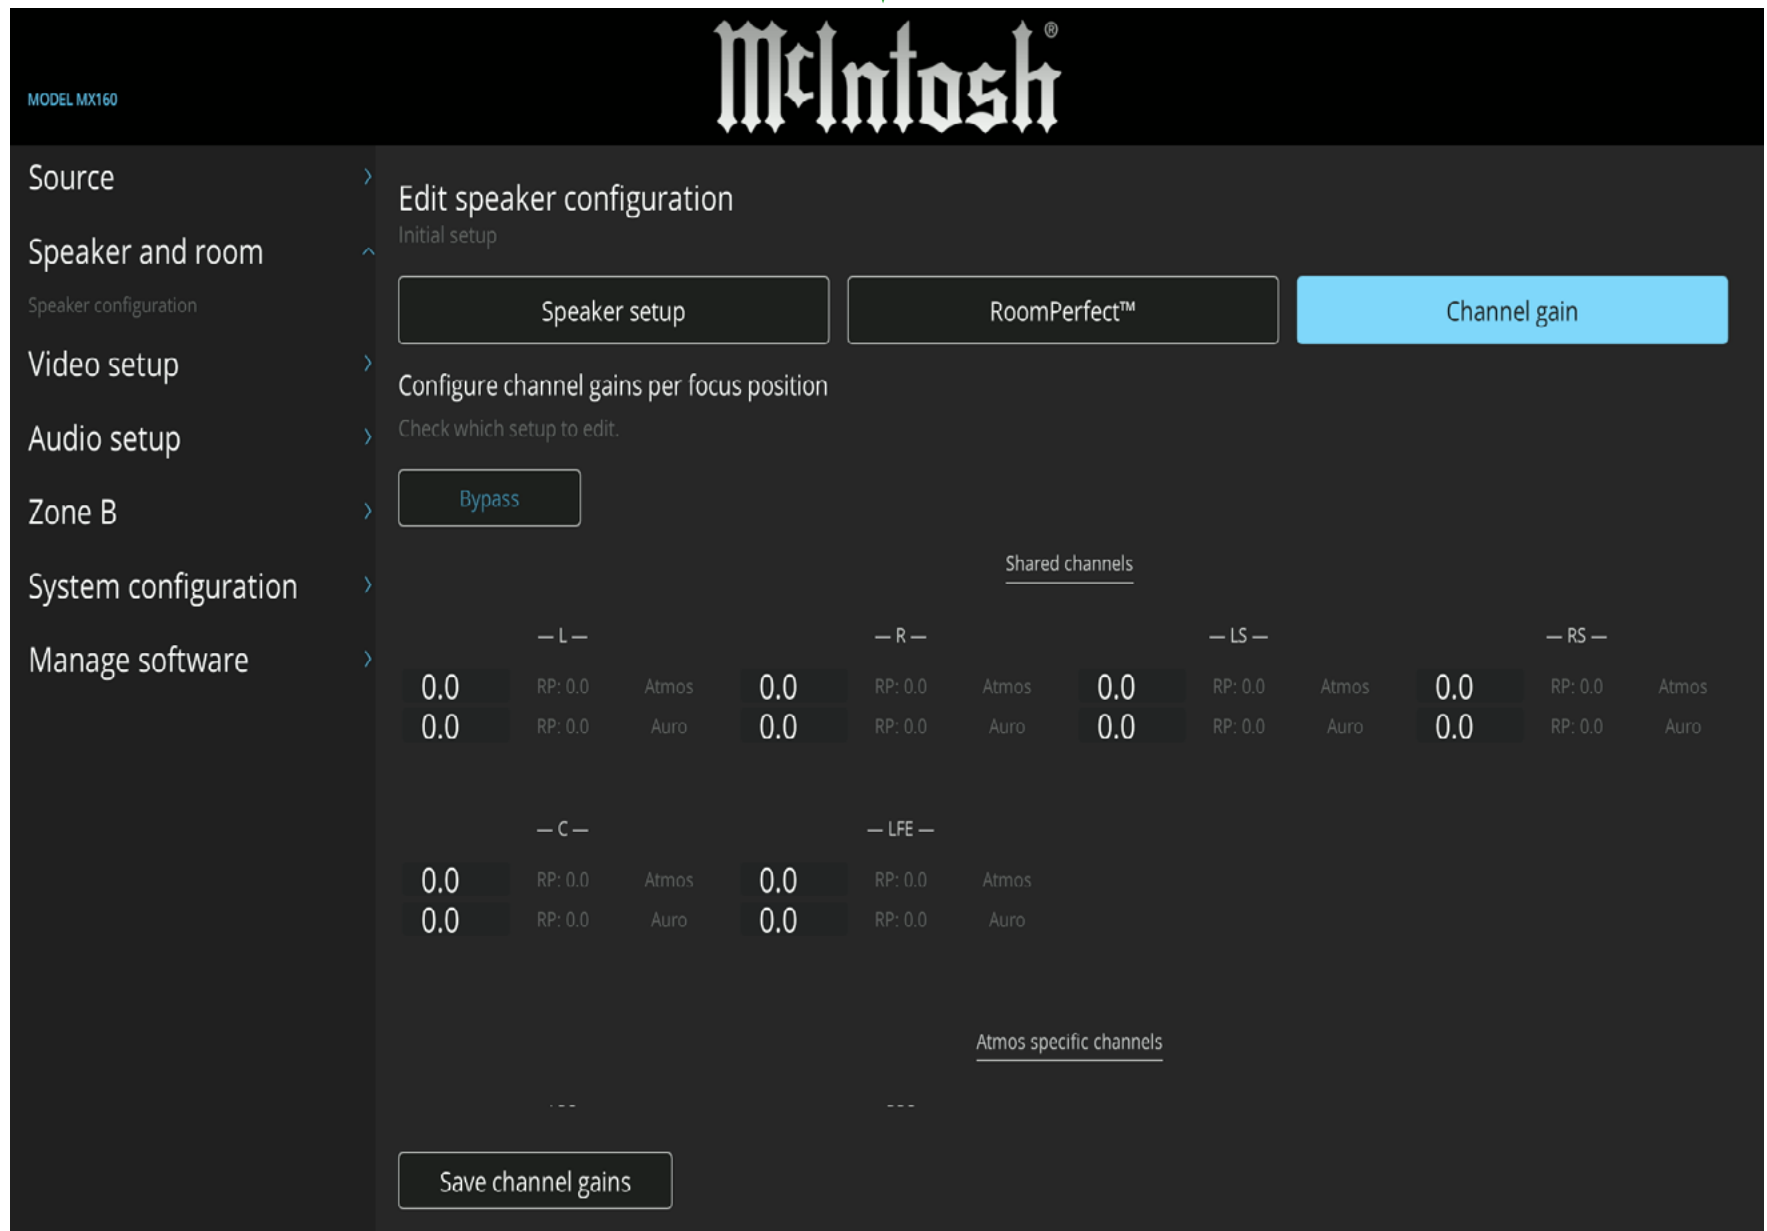 McIntosh®
MODEL MX160
Source
Speaker and room
Speaker configuration
Video setup
Audio setup
Zone B
System configuration
Manage software
Edit speaker configuration
Initial setup
Speaker setup RoomPerfect™ Channel gain
Configure channel gains per focus position
Check which setup to edit.
Bypass
Shared channels
— L — — R — — LS — — RS —
0.0 RP: 0.0 Atmos 0.0 RP: 0.0 Atmos 0.0 RP: 0.0 Atmos 0.0 RP: 0.0 Atmos
0.0 RP: 0.0 Auro 0.0 RP: 0.0 Auro 0.0 RP: 0.0 Auro 0.0 RP: 0.0 Auro
— C — — LFE —
0.0 RP: 0.0 Atmos 0.0 RP: 0.0 Atmos
0.0 RP: 0.0 Auro 0.0 RP: 0.0 Auro
Atmos specific channels
Save channel gains